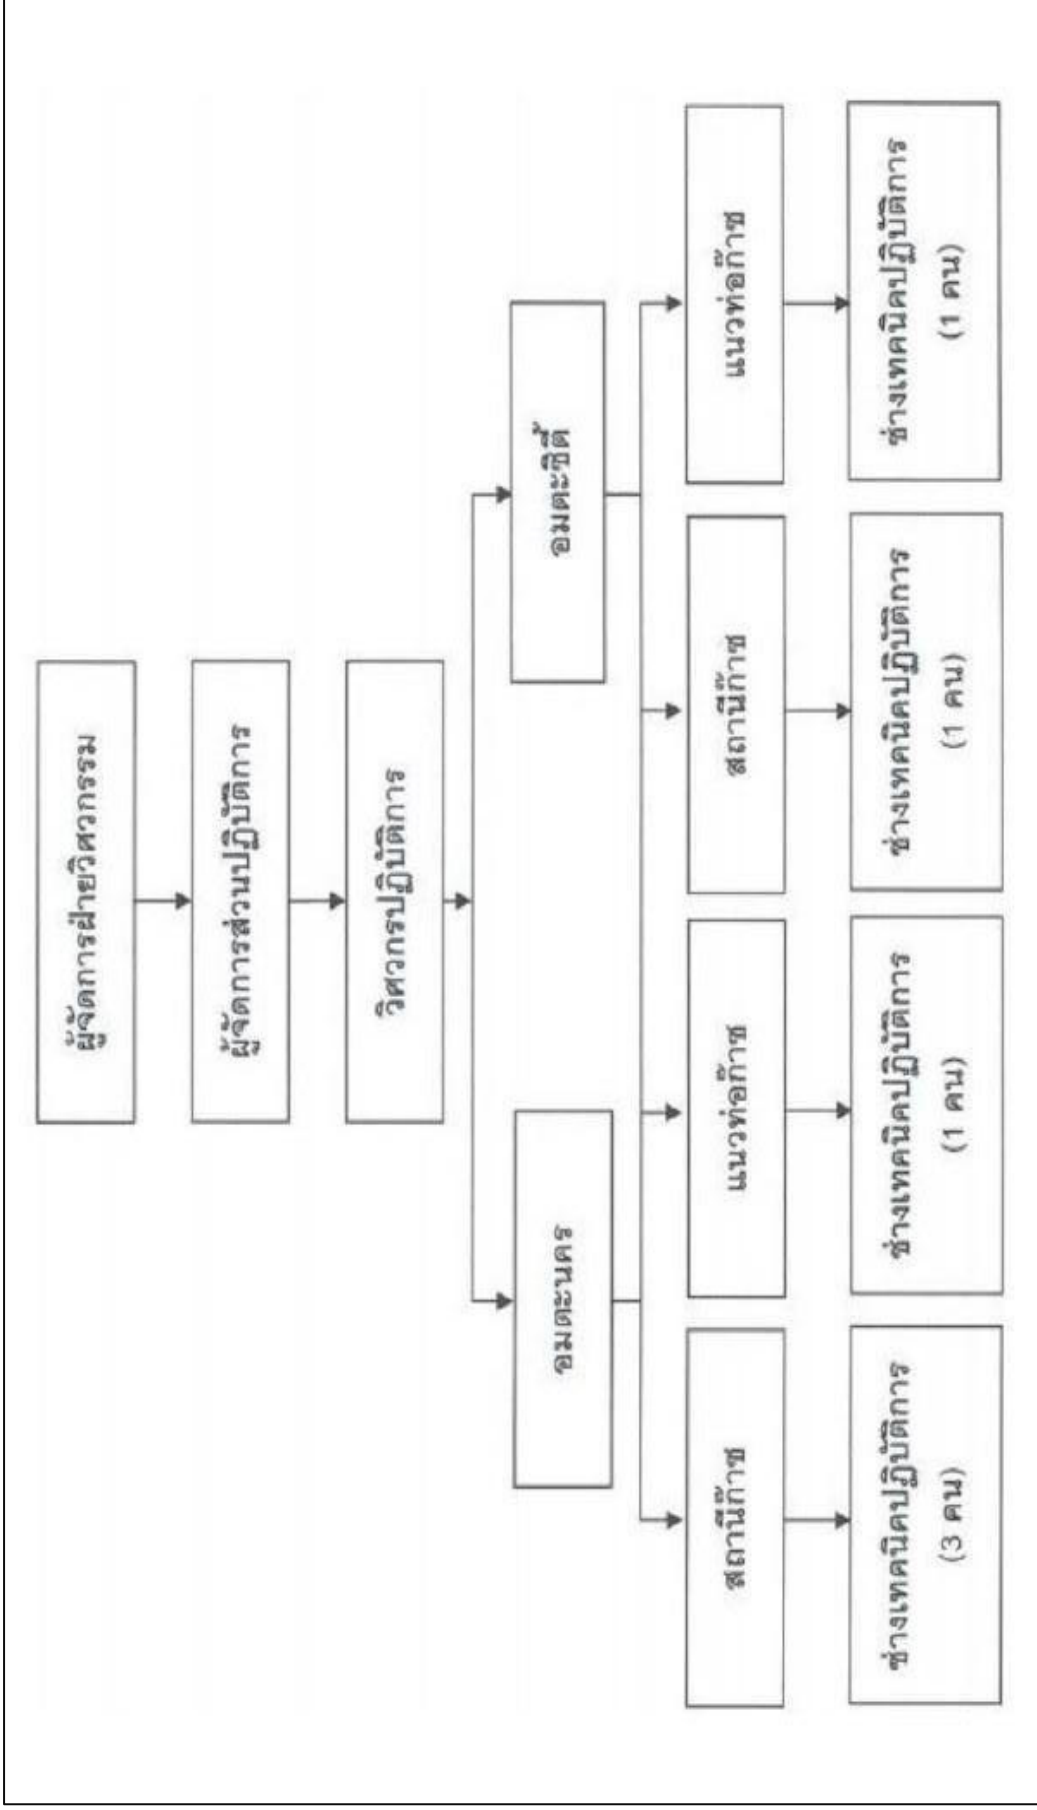 ผู้จัดการฝ่ายวิศวกรรม
ผู้จัดการส่วนปฏิบัติการ
วิศวกรปฏิบัติการ
อมตะนคร
อมตะซิตี้
สถานีก๊าซ
แนวท่อก๊าซ
สถานีก๊าซ
แนวท่อก๊าซ
ช่างเทคนิคปฏิบัติการ
(3 คน)
ช่างเทคนิคปฏิบัติการ
(1 คน)
ช่างเทคนิคปฏิบัติการ
(1 คน)
ช่างเทคนิคปฏิบัติการ
(1 คน)